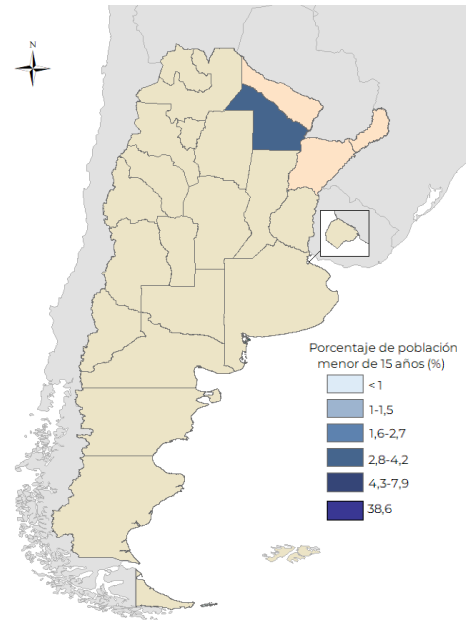 N
Porcentaje de población
menor de 15 años (%)
<1
1-1,5
1,6-2,7
2,8-4,2
4,3-7,9
38,6